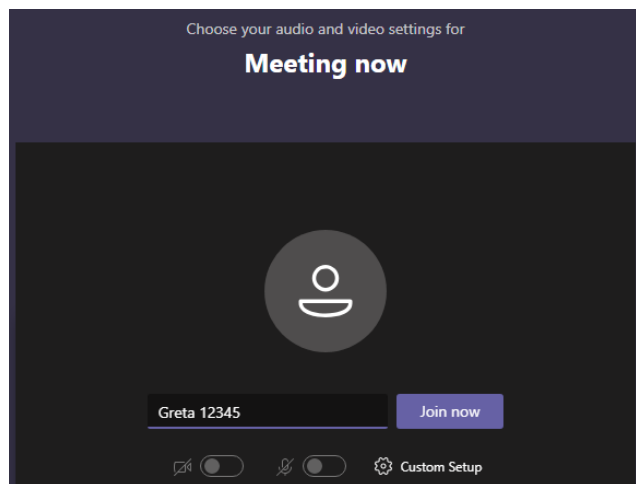 Choose your audio and video settings for
Meeting now
Greta 12345
Join now
Custom Setup